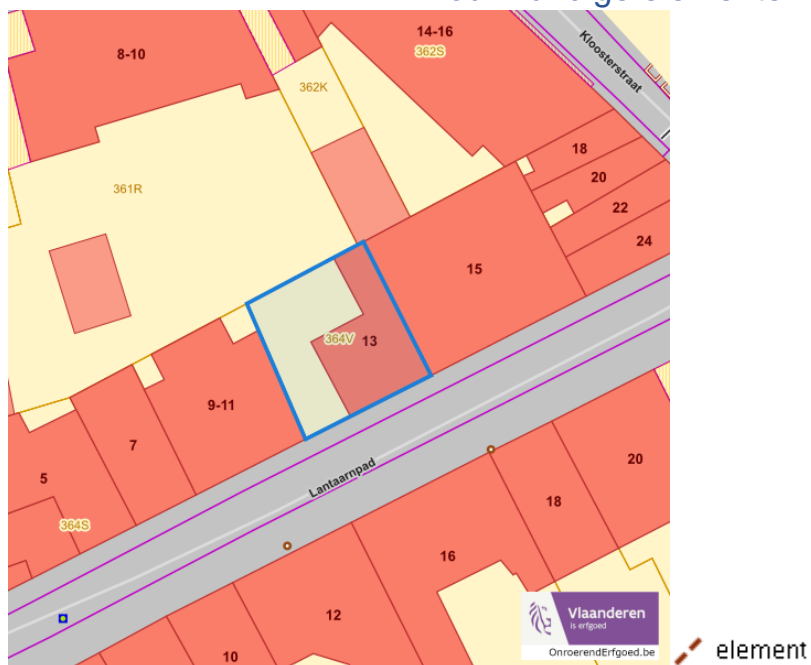 8-10
14-16
362S
Kloosterstraat
362K
18
20
22
24
361R
15
364V
13
9-11
7
5
364S
Lantaarnpad
20
18
16
12
10
Vlaanderen
is erfgoed
OnroerendErfgoed.be
element